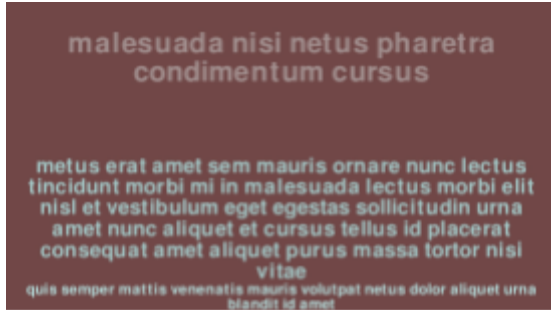 malesuada nisi netus pharetra
condimentum cursus
metus erat amet sem mauris ornare nunc lectus
tincidunt morbi mi in malesuada lectus morbi elit
nisl et vestibulum eget egestas sollicitudin urna
amet nunc aliquet et cursus tellus id placerat
consequat amet aliquet purus massa tortor nisi
vitae
quis semper mattis venenatis mauris volutpat netus dolor aliquet urna
blandit id amet